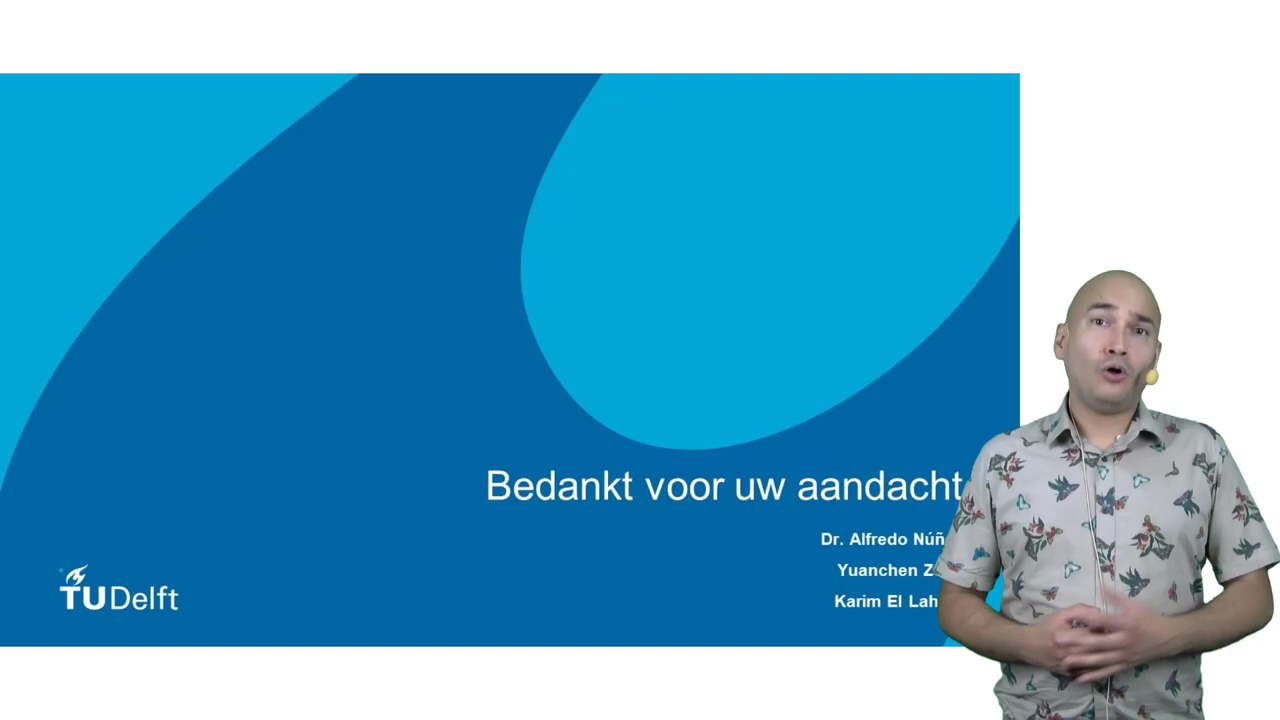 Bedankt voor uw aandacht
Dr. Alfredo
Yuanchen
Karim El
TUDelft